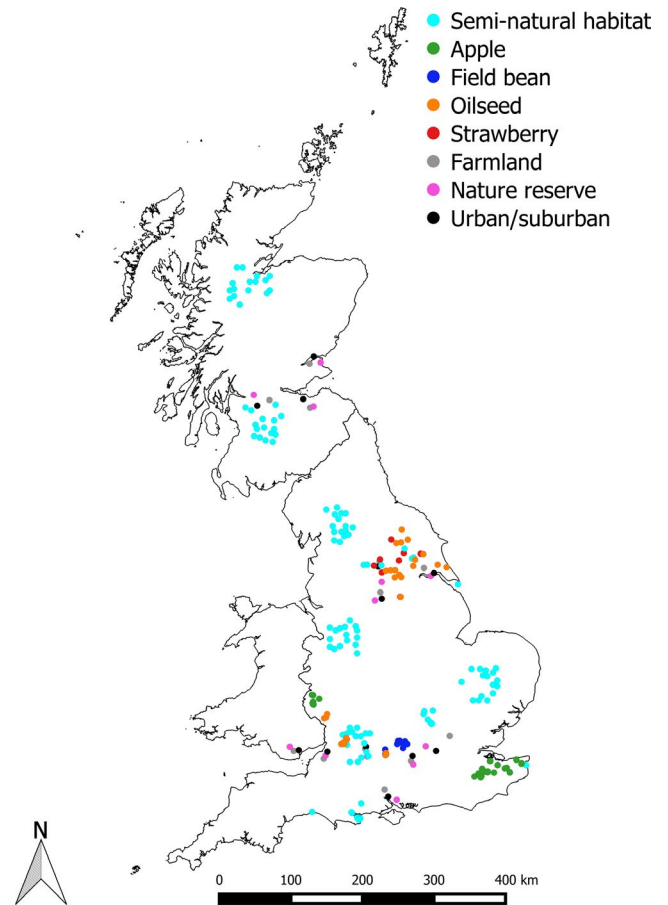 Semi-natural habitat
Apple
Field bean
Oilseed
Strawberry
Farmland
Nature reserve
Urban/suburban
N
0 100 200 300 400 km